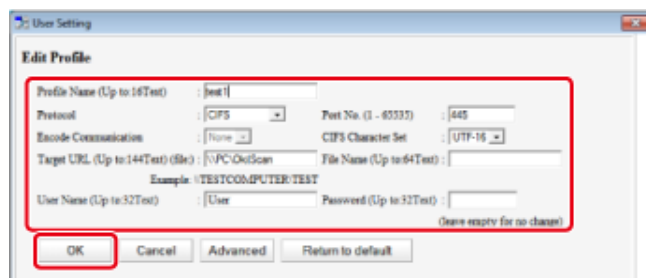 User Setting
Edit Profile
Profile Name (Up to:16Text) : test1
Protocol : CIFS Port No. (1 - 65535) : 445
Encode Communication : None CIFS Character Set : UTF-16
Target URL (Up to:144Text) (file:) : \\PC\OkiScan File Name (Up to:64Text) :
Example: \\TESTCOMPUTER\TEST
User Name (Up to:32Text) : User Password (Up to:32Text) :
(leave empty for no change)
OK Cancel Advanced Return to default